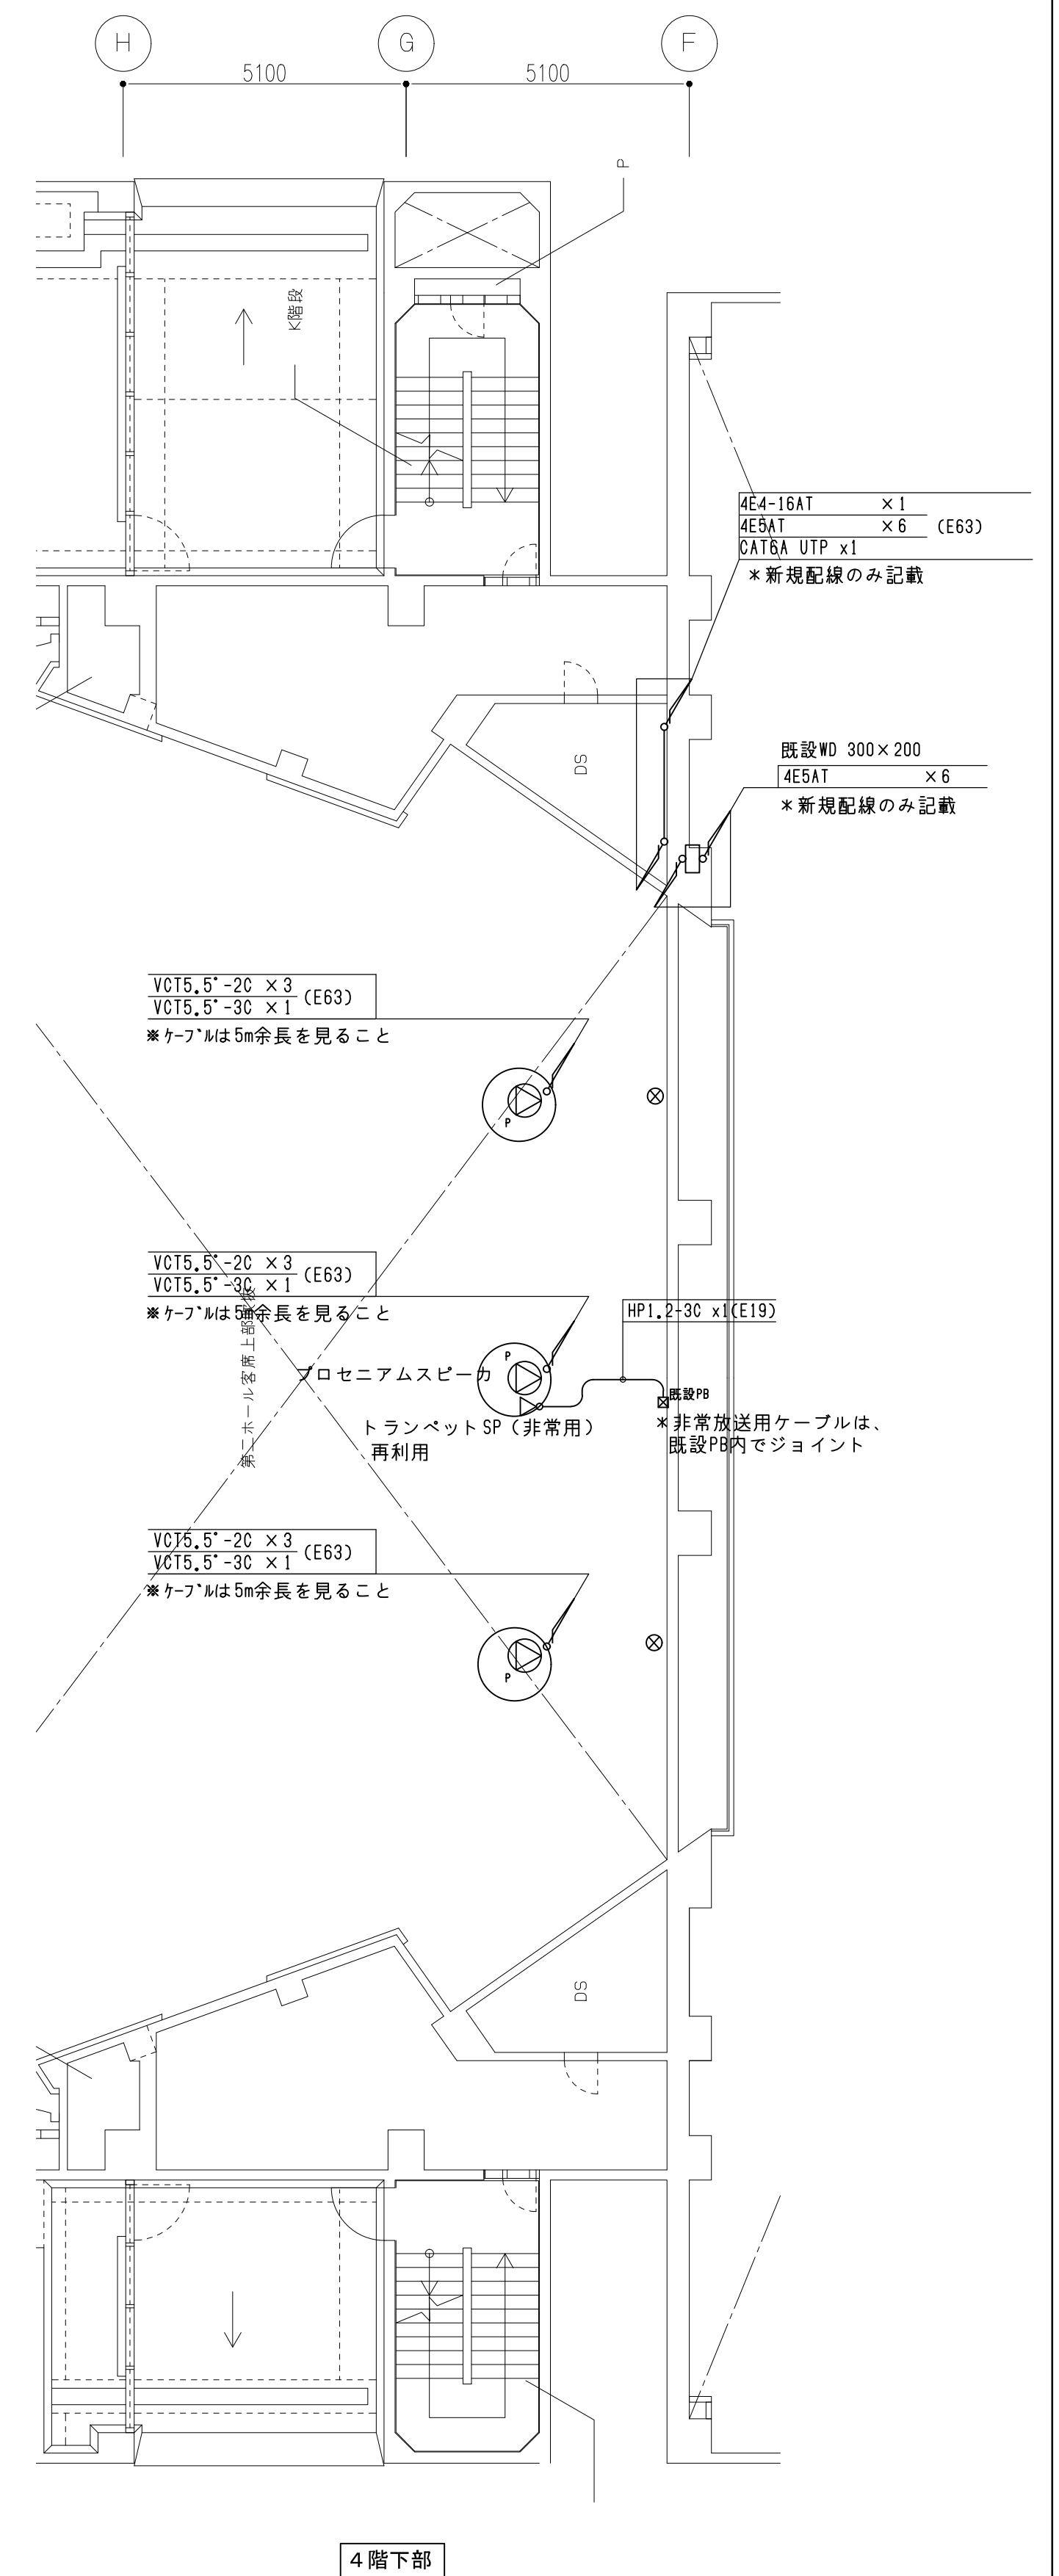 H
G
F
5100
5100
P
K階段
4E4-16AT ×1
4E5AT ×6 (E63)
CAT6A UTP x1
＊新規配線のみ記載
既設WD 300×200
4E5AT ×6
＊新規配線のみ記載
DS
VCT5.5°-2C ×3
VCT5.5°-3C ×1 (E63)
※ｹｰﾌﾞﾙは5m余長を見ること
P
VCT5.5°-2C ×3
VCT5.5°-3C ×1 (E63)
※ｹｰﾌﾞﾙは5m余長を見ること
HP1.2-3C x1(E19)
第二ホール客席上部
プロセニアムスピーカ
P
既設PB
トランペットSP（非常用）
再利用
＊非常放送用ケーブルは、
既設PB内でジョイント
VCT5.5°-2C ×3
VCT5.5°-3C ×1 (E63)
※ｹｰﾌﾞﾙは5m余長を見ること
P
DS
４階下部